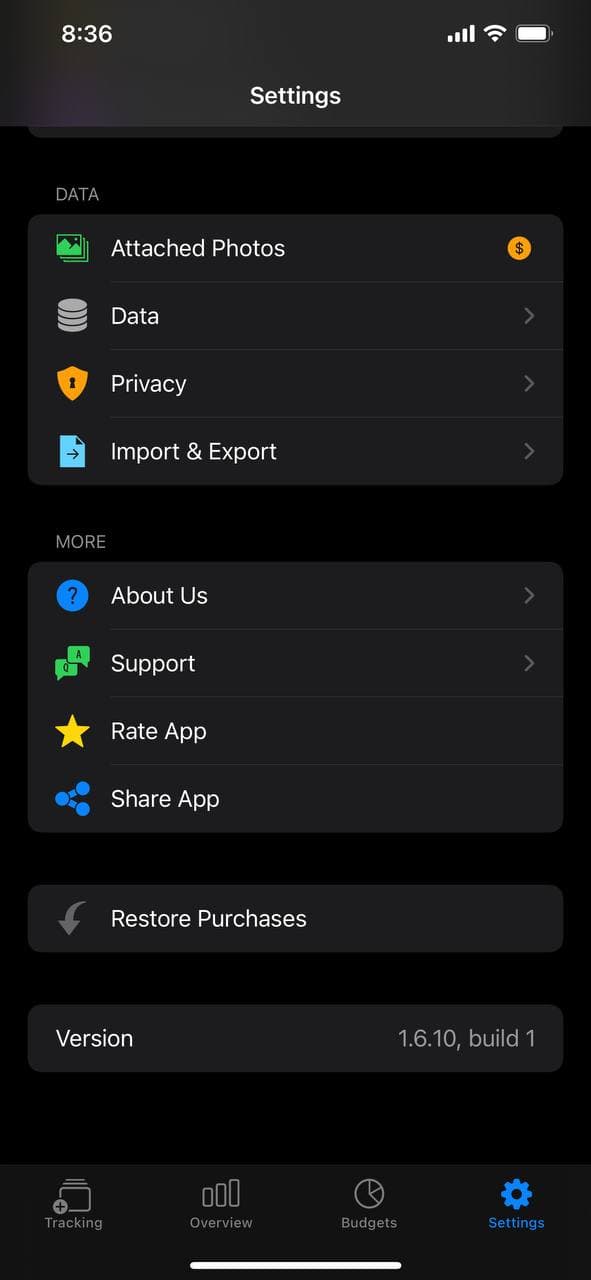 8:36
Settings
DATA
Attached Photos $
Data
Privacy
Import & Export
MORE
? About Us
Q A Support
Rate App
Share App
Restore Purchases
Version 1.6.10, build 1
Tracking Overview Budgets Settings